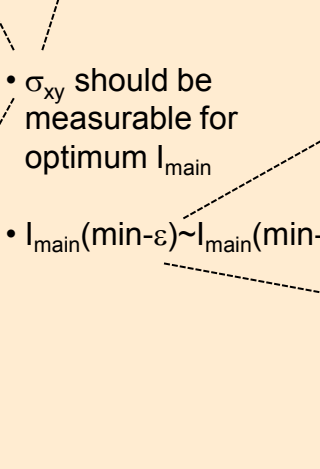 • σxy should be
measurable for
optimum Imain
• Imain(min-ε)~Imain(min-